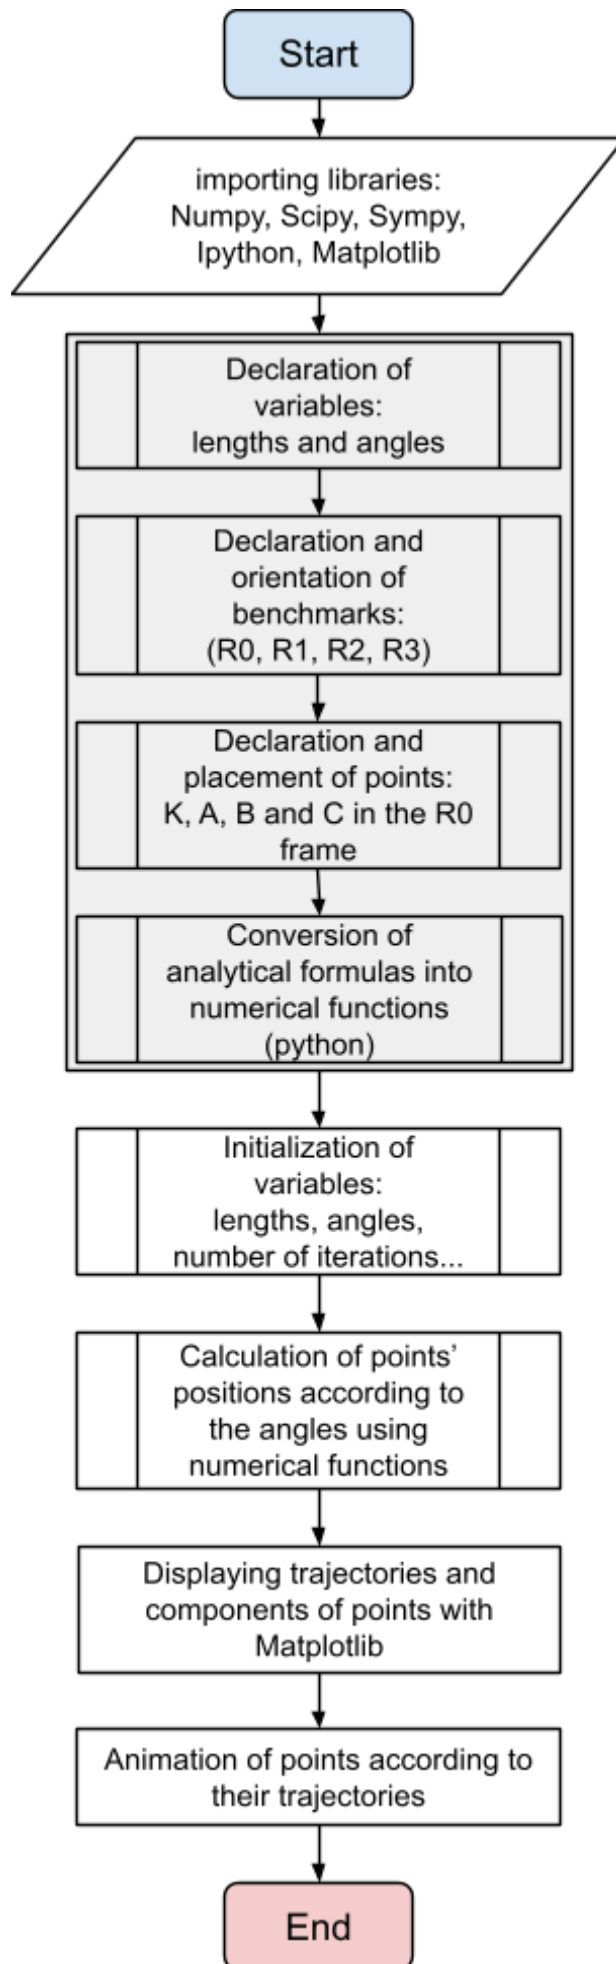 Start
importing libraries:
Numpy, Scipy, Sympy,
Ipython, Matplotlib
Declaration of
variables:
lengths and angles
Declaration and
orientation of
benchmarks:
(R0, R1, R2, R3)
Declaration and
placement of points:
K, A, B and C in the R0
frame
Conversion of
analytical formulas into
numerical functions
(python)
Initialization of
variables:
lengths, angles,
number of iterations...
Calculation of points’
positions according to
the angles using
numerical functions
Displaying trajectories and
components of points with
Matplotlib
Animation of points according to
their trajectories
End